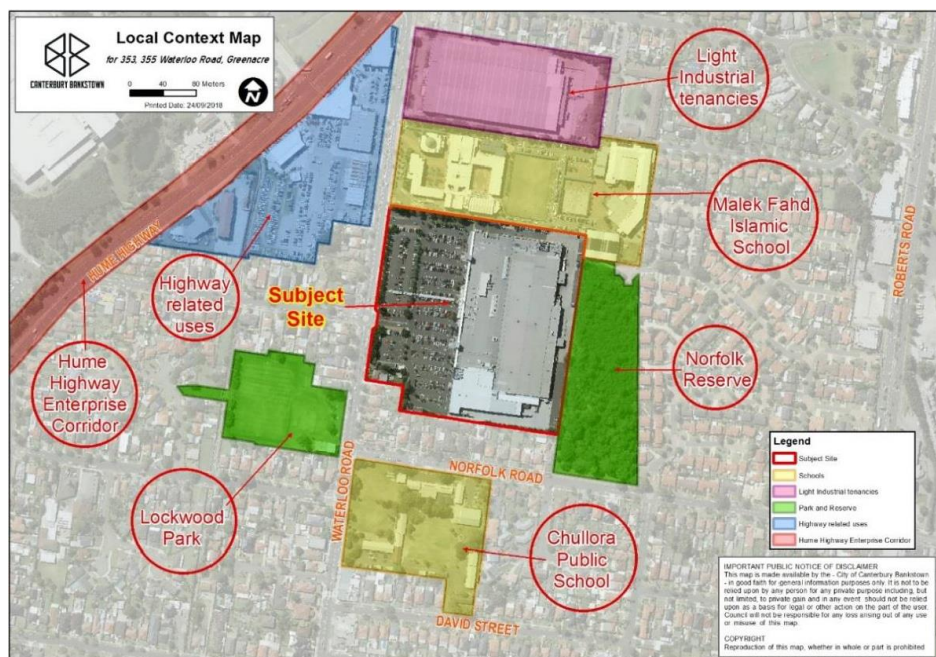 Local Context Map
for 353, 355 Waterloo Road, Greenacre
CANTERBURY BANKSTOWN
0 40 80 Meters
N
Printed Date: 24/09/2018
Light
Industrial
tenancies
Malek Fahd
Islamic
School
ROBERTS ROAD
HUME HIGHWAY
Highway
related
uses
Subject
Site
Hume
Highway
Enterprise
Corridor
Norfolk
Reserve
Lockwood
Park
WATERLOO ROAD
NORFOLK ROAD
Chullora
Public
School
DAVID STREET
Legend
Subject Site
Schools
Light Industrial tenancies
Park and Reserve
Highway related uses
Hume Highway Enterprise Corridor
IMPORTANT PUBLIC NOTICE OF DISCLAIMER
This map is made available by the - City of Canterbury Bankstown
- in good faith for general information purposes only. It is not to be
relied upon by any person for any private purpose including, but
not limited, to private gain and in any event should not be relied
upon as a basis for legal or other action on the part of the user.
Council will not be responsible for any loss arising out of any use
or misuse of this map.
COPYRIGHT
Reproduction of this map, whether in whole or part is prohibited